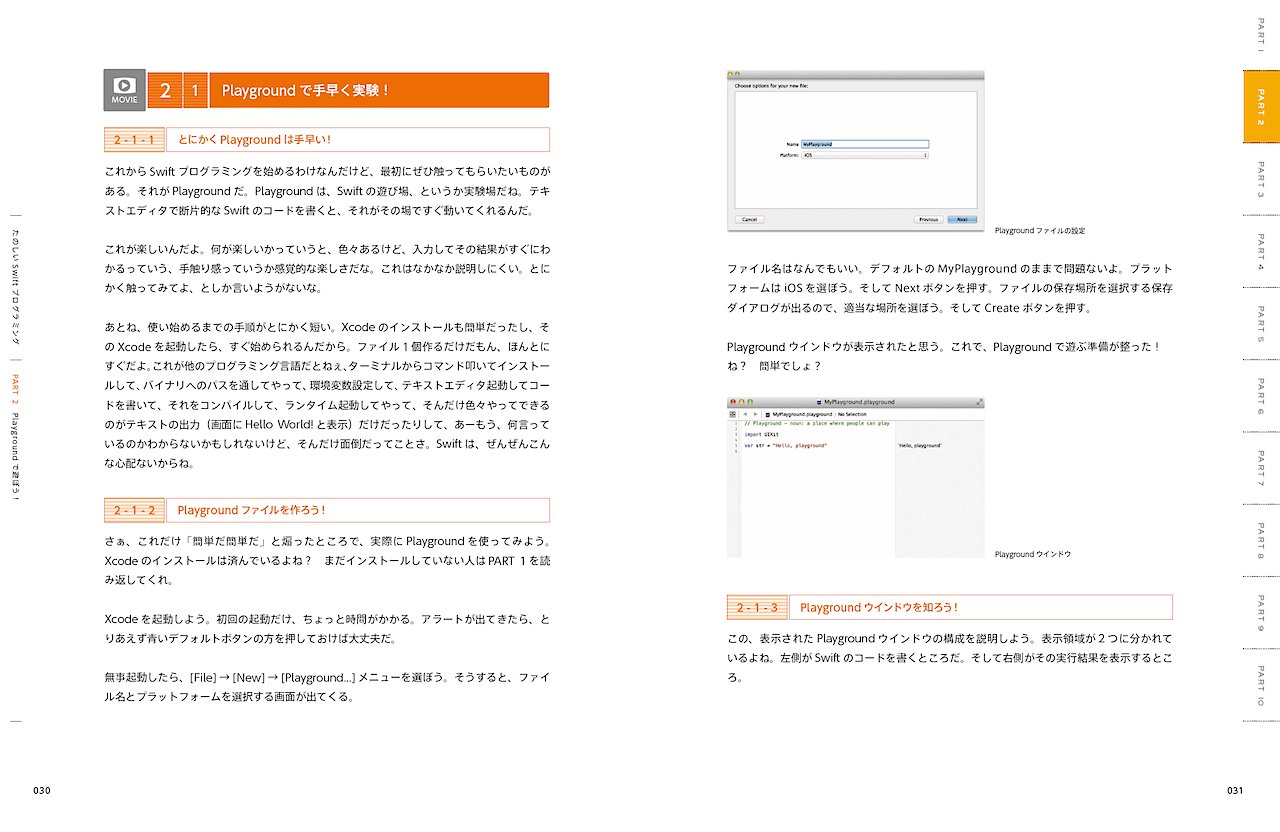 MOVIE
2 1 Playground で手早く実験！
2-1-1 とにかく Playground は手早い！
これから Swift プログラミングを始めるわけなんだけど、最初にぜひ触ってもらいたいものが
ある。それが Playground だ。Playground は、Swift の遊び場、というか実験場だね。テキ
ストエディタで断片的な Swift のコードを書くと、それがその場ですぐ動いてくれるんだ。
これが楽しいんだよ。何が楽しいかっていうと、色々あるけど、入力してその結果がすぐにわ
かるっていう、手触り感っていうか感覚的な楽しさだな。これはなかなか説明しにくい。とに
かく触ってみてよ、としか言いようがないな。
あとね、使い始めるまでの手順がとにかく短い。Xcode のインストールも簡単だったし、そ
の Xcode を起動したら、すぐ始められるんだから。ファイル 1 個作るだけだもん、ほんとに
すぐだよ。これが他のプログラミング言語だとねぇ、ターミナルからコマンド叩いてインストー
ルして、バイナリへのパスを通してやって、環境変数設定して、テキストエディタ起動してコー
ドを書いて、それをコンパイルして、ランタイム起動してやって、そんだけ色々やってできる
のがテキストの出力（画面に Hello World! と表示）だけだったりして、あーもう、何言って
いるのかわからないかもしれないけど、そんだけ面倒だってことさ。Swift は、ぜんぜんこん
な心配ないからね。
2-1-2 Playground ファイルを作ろう！
さぁ、これだけ「簡単だ簡単だ」と煽ったところで、実際に Playground を使ってみよう。
Xcode のインストールは済んでいるよね？　まだインストールしていない人は PART 1 を読
み返してくれ。
Xcode を起動しよう。初回の起動だけ、ちょっと時間がかかる。アラートが出てきたら、と
りあえず青いデフォルトボタンの方を押しておけば大丈夫だ。
無事起動したら、[File] → [New] → [Playground...] メニューを選ぼう。そうすると、ファイ
ル名とプラットフォームを選択する画面が出てくる。
たのしい Swift プログラミング
PART 2 Playground で遊ぼう！
030
Choose options for your new file:
Name MyPlayground
Platform: iOS
Cancel Previous Next
Playground ファイルの設定
ファイル名はなんでもいい。デフォルトの MyPlayground のままで問題ないよ。プラット
フォームは iOS を選ぼう。そして Next ボタンを押す。ファイルの保存場所を選択する保存
ダイアログが出るので、適当な場所を選ぼう。そして Create ボタンを押す。
Playground ウインドウが表示されたと思う。これで、Playground で遊ぶ準備が整った！
ね？　簡単でしょ？
MyPlayground.playground
MyPlayground.playground › No Selection
1 // Playground - noun: a place where people can play
2
3 import UIKit
4
5 var str = "Hello, playground"
6
"Hello, playground"
Playground ウインドウ
2-1-3 Playground ウインドウを知ろう！
この、表示された Playground ウインドウの構成を説明しよう。表示領域が 2 つに分かれて
いるよね。左側が Swift のコードを書くところだ。そして右側がその実行結果を表示するとこ
ろ。
PART 1
PART 2
PART 3
PART 4
PART 5
PART 6
PART 7
PART 8
PART 9
PART 10
031